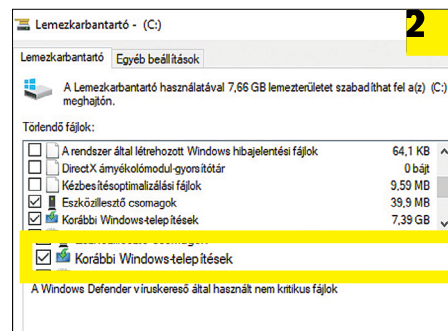 Lemezkarbantartó - (C:)
2
Lemezkarbantartó Egyéb beállítások
A Lemezkarbantartó használatával 7,66 GB lemezterületet szabadíthat fel a(z) (C:)
meghajtón.
Törlendő fájlok:
A rendszer által létrehozott Windows hibajelentési fájlok 64,1 KB
DirectX árnyékolómodul-gyorsítótár 0 bájt
Kézbesítésoptimalizálási fájlok 9,59 MB
Eszközillesztő csomagok 39,9 MB
Korábbi Windows-telepítések 7,39 GB
Korábbi Windows-telepítések
A Windows Defender víruskereső által használt nem kritikus fájlok